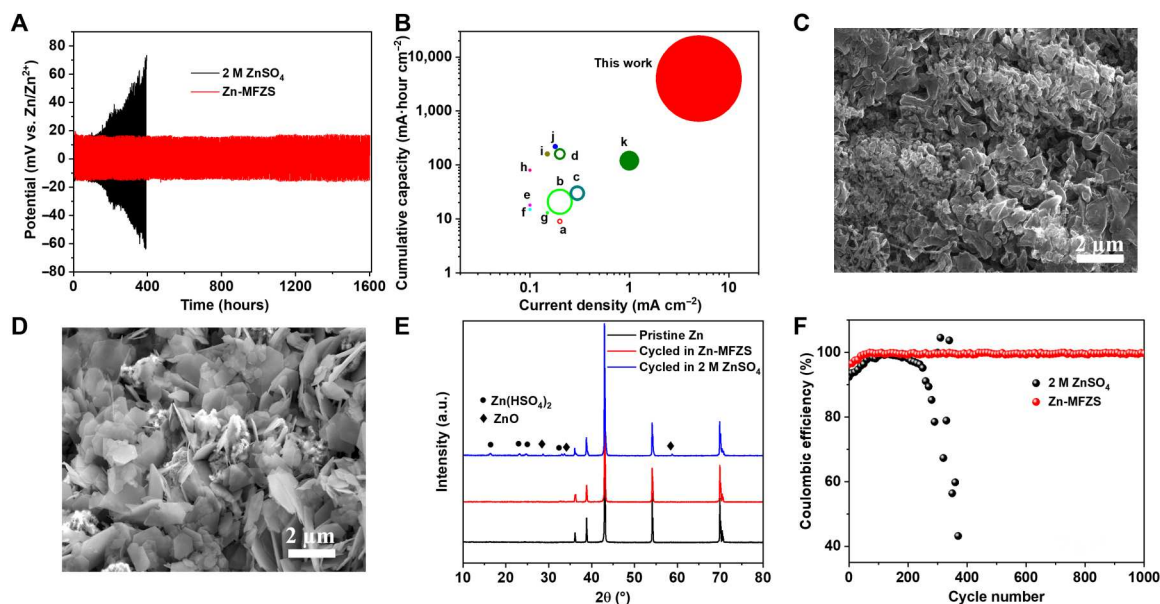 A
Potential (mV vs. Zn/Zn²⁺)
80
60
40
20
0
−20
−40
−60
−80
2 M ZnSO₄
Zn-MFZS
0
400
800
1200
1600
Time (hours)
B
Cumulative capacity (mA·hour cm⁻²)
10,000
1,000
100
10
1
This work
j
i
d
k
h
b
c
e
f
g
a
0.1
1
10
Current density (mA cm⁻²)
C
2 µm
D
2 µm
E
Intensity (a.u.)
Pristine Zn
Cycled in Zn-MFZS
Cycled in 2 M ZnSO₄
Zn(HSO₄)₂
ZnO
10
20
30
40
50
60
70
80
2θ (°)
F
Coulombic efficiency (%)
100
80
60
40
2 M ZnSO₄
Zn-MFZS
0
200
400
600
800
1000
Cycle number